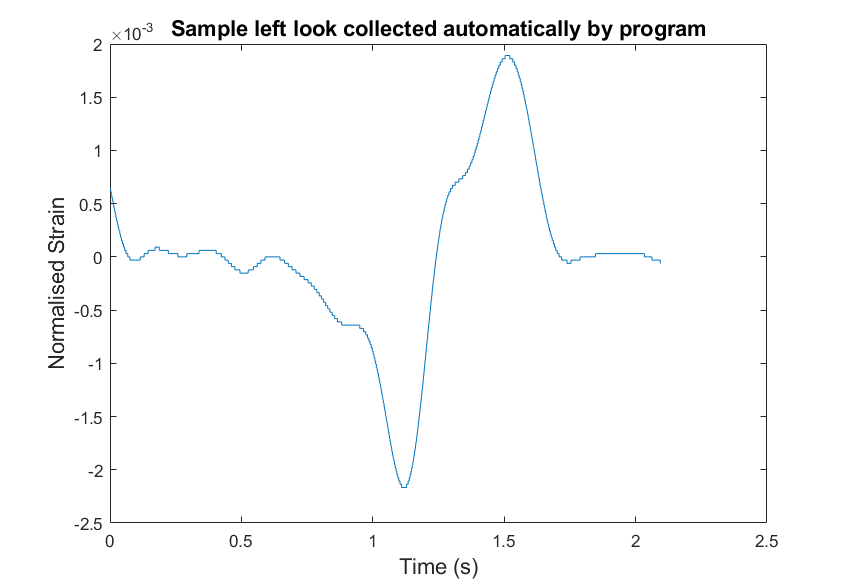 ×10⁻³
Sample left look collected automatically by program
2
1.5
1
0.5
0
-0.5
-1
-1.5
-2
-2.5
Normalised Strain
0 0.5 1 1.5 2 2.5
Time (s)